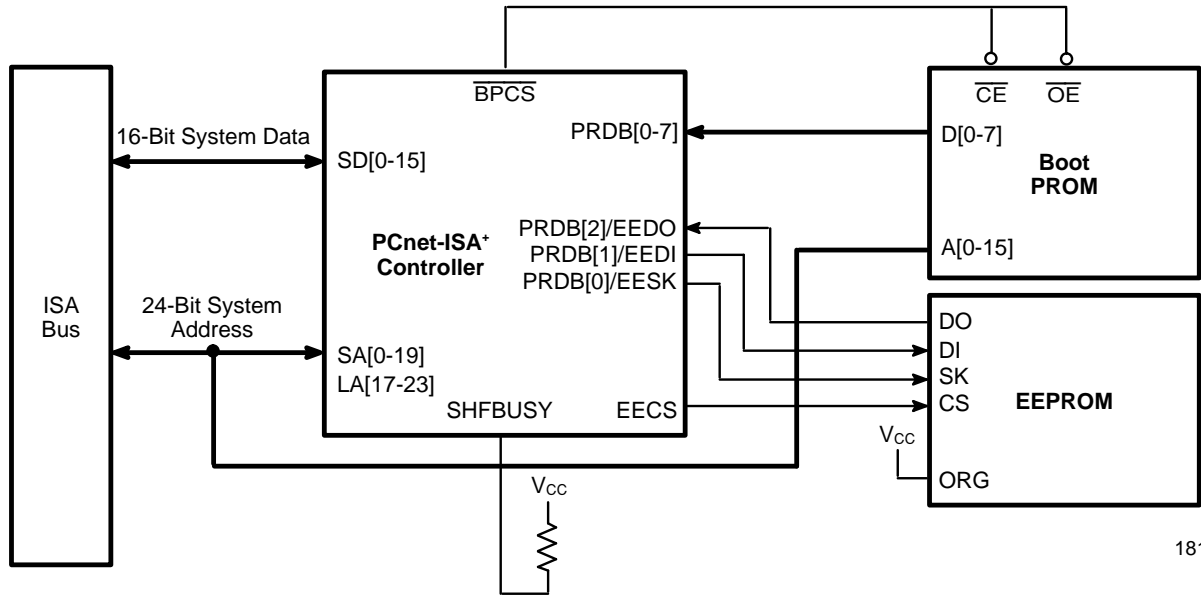 ISA
Bus
16-Bit System Data
24-Bit System
Address
BPCS
PRDB[0-7]
SD[0-15]
PCnet-ISA+
Controller
PRDB[2]/EEDO
PRDB[1]/EEDI
PRDB[0]/EESK
SA[0-19]
LA[17-23]
SHFBUSY
EECS
VCC
CE
OE
D[0-7]
Boot
PROM
A[0-15]
DO
DI
SK
CS
EEPROM
VCC
ORG
181